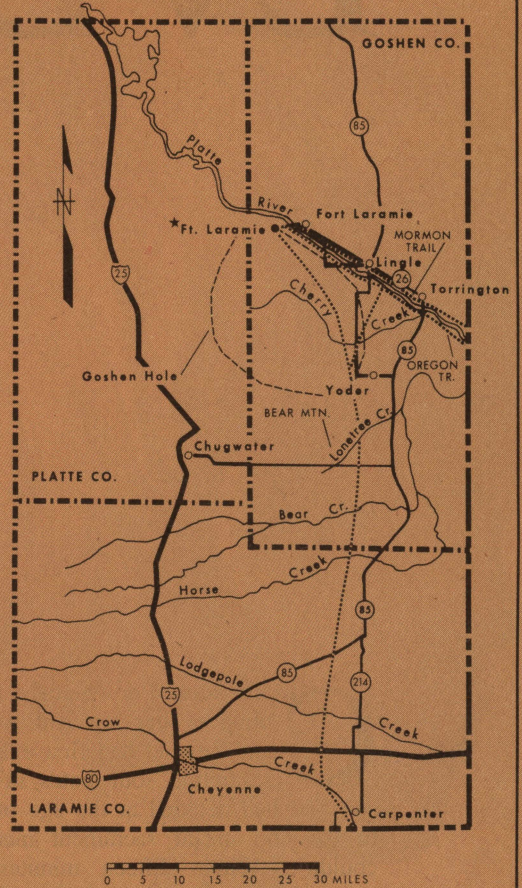 GOSHEN CO.
85
Platte
River
Fort Laramie
Ft. Laramie
MORMON
TRAIL
Lingle
26
Torrington
N
25
Cherry
Creek
85
OREGON
TR.
Goshen Hole
Yoder
BEAR MTN.
Lonetree Cr.
Chugwater
PLATTE CO.
Bear Cr.
Horse Creek
85
Lodgepole
85
214
25
Crow
Creek
Creek
80
Cheyenne
LARAMIE CO.
Carpenter
0 5 10 15 20 25 30 MILES